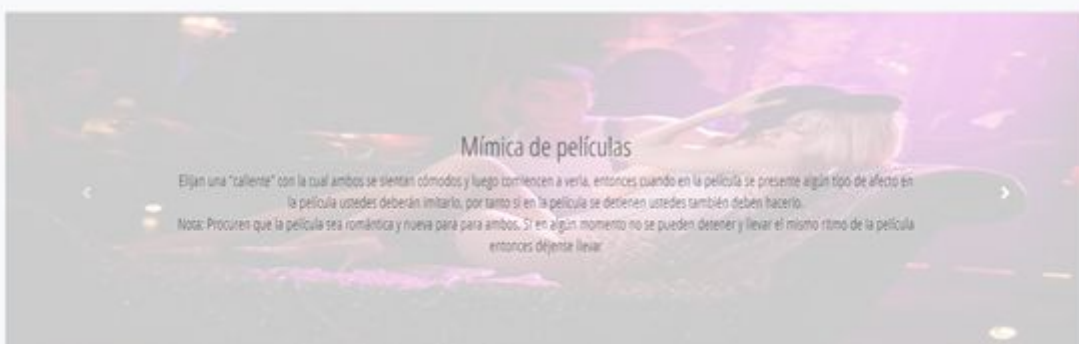 Mímica de películas
Elijan una "caliente" con la cual ambos se sientan cómodos y luego comiencen a verla, entonces cuando en la película se presente algún tipo de afecto en
la película ustedes deberán imitarlo, por tanto si en la película se detienen ustedes también deben hacerlo.
Nota: Procuren que la película sea romántica y nueva para para ambos. Si en algún momento no se pueden detener y llevar el mismo ritmo de la película
entonces déjense llevar